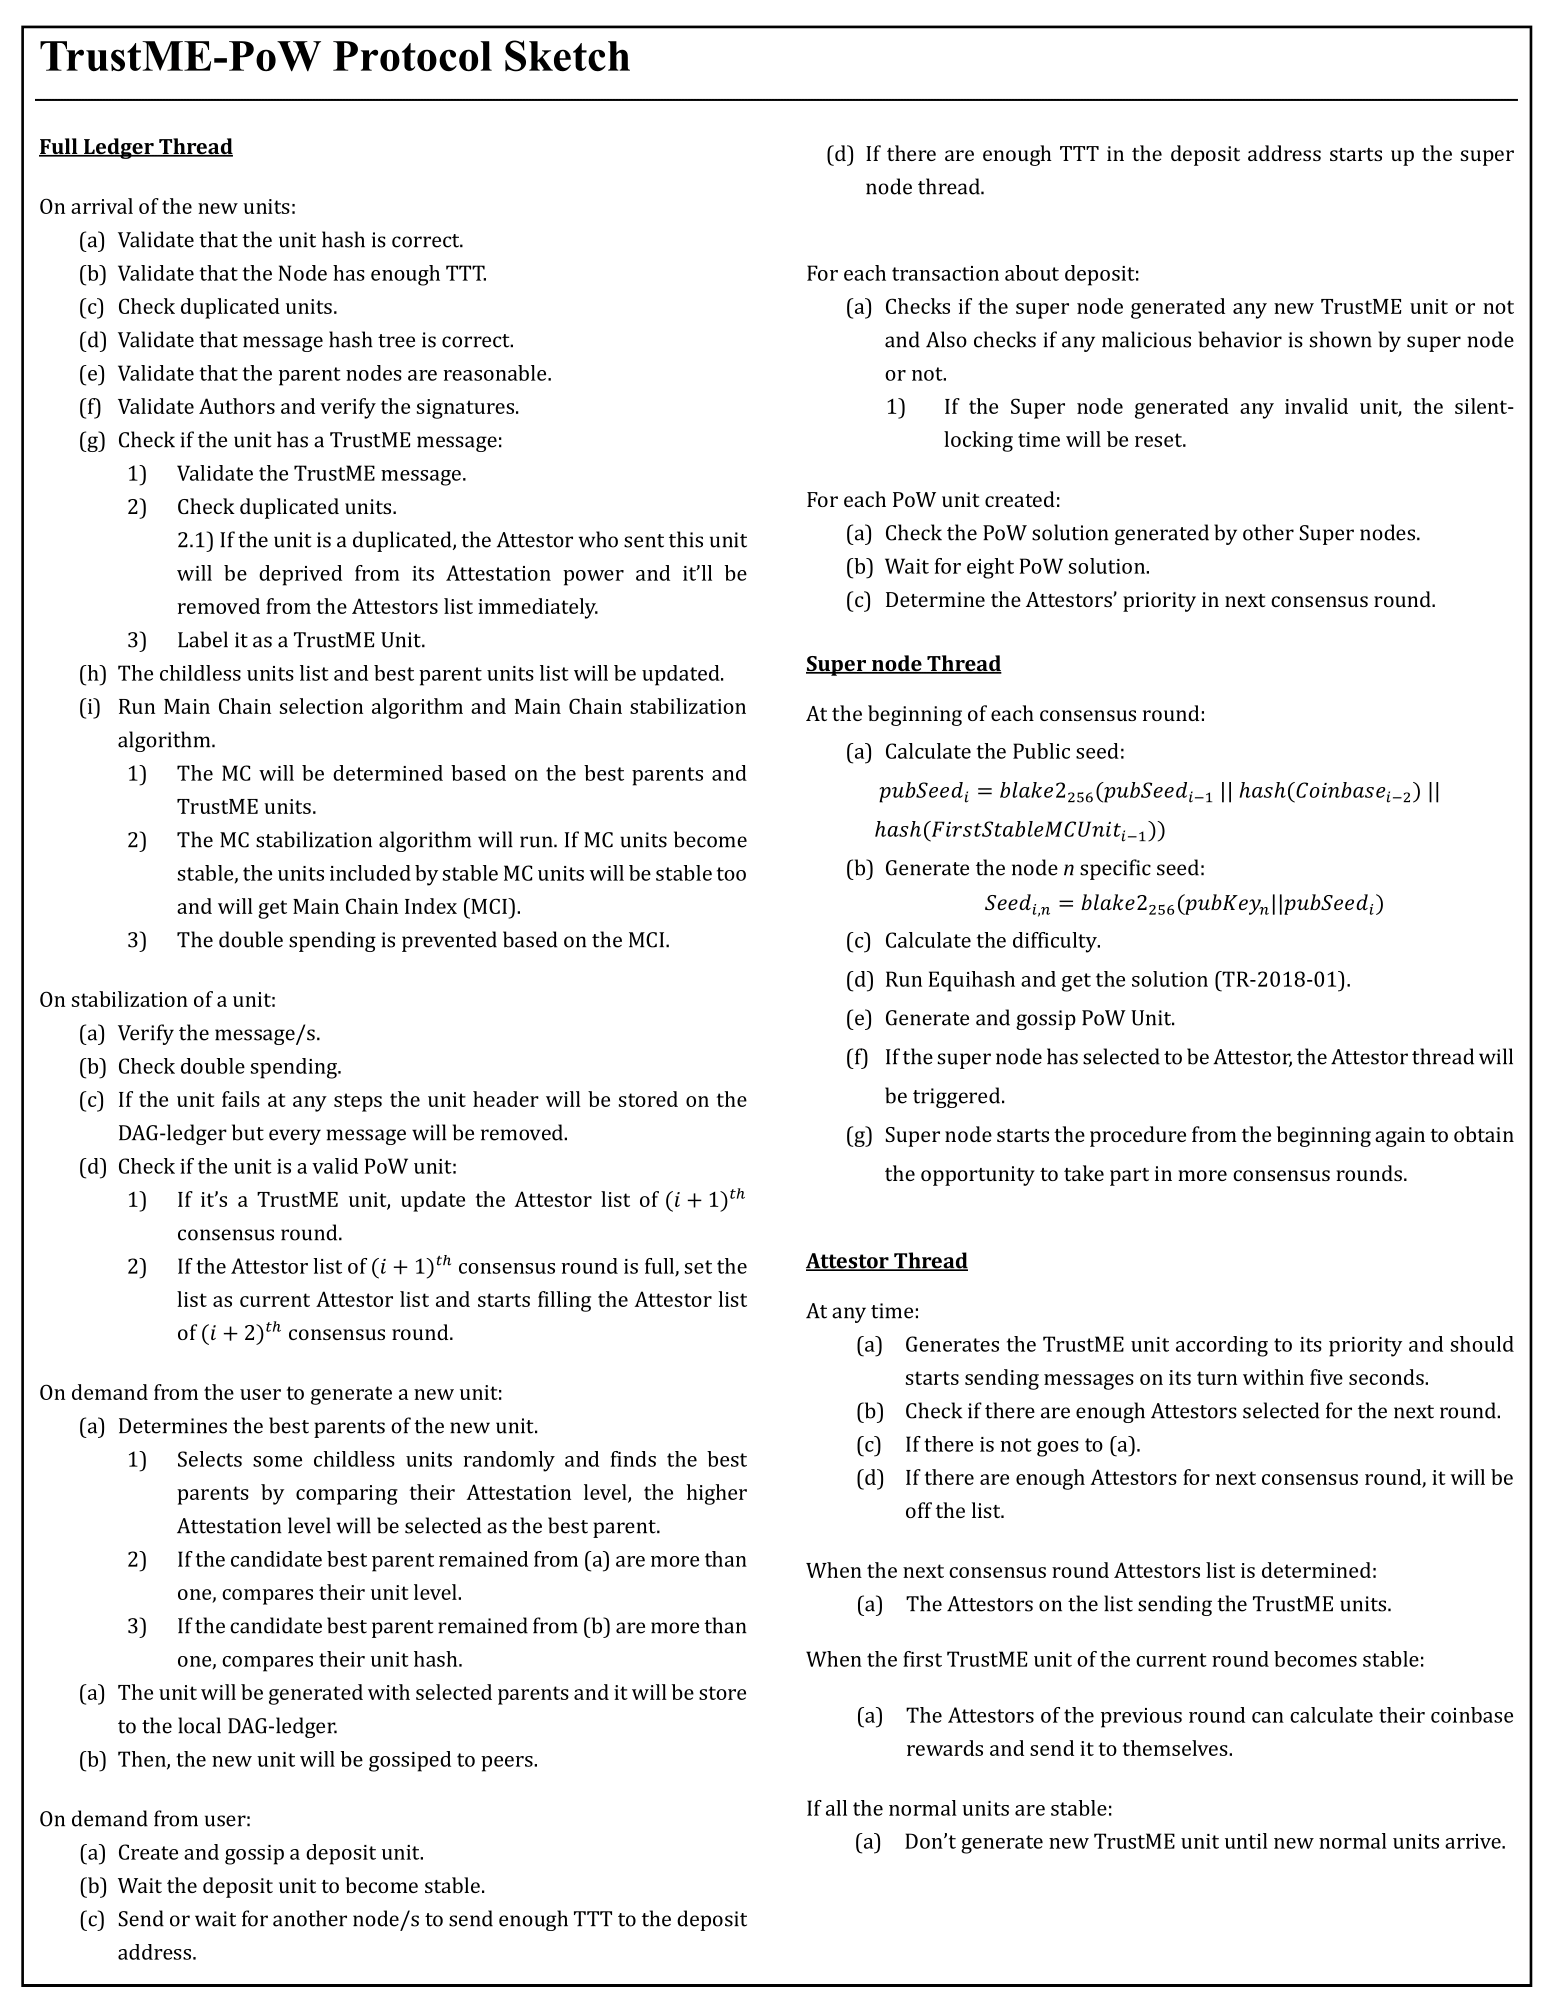 TrustME-PoW Protocol Sketch
Full Ledger Thread
On arrival of the new units:
(a) Validate that the unit hash is correct.
(b) Validate that the Node has enough TTT.
(c) Check duplicated units.
(d) Validate that message hash tree is correct.
(e) Validate that the parent nodes are reasonable.
(f) Validate Authors and verify the signatures.
(g) Check if the unit has a TrustME message:
1) Validate the TrustME message.
2) Check duplicated units.
2.1) If the unit is a duplicated, the Attestor who sent this unit
will be deprived from its Attestation power and it’ll be
removed from the Attestors list immediately.
3) Label it as a TrustME Unit.
(h) The childless units list and best parent units list will be updated.
(i) Run Main Chain selection algorithm and Main Chain stabilization
algorithm.
1) The MC will be determined based on the best parents and
TrustME units.
2) The MC stabilization algorithm will run. If MC units become
stable, the units included by stable MC units will be stable too
and will get Main Chain Index (MCI).
3) The double spending is prevented based on the MCI.
On stabilization of a unit:
(a) Verify the message/s.
(b) Check double spending.
(c) If the unit fails at any steps the unit header will be stored on the
DAG-ledger but every message will be removed.
(d) Check if the unit is a valid PoW unit:
1) If it’s a TrustME unit, update the Attestor list of (i + 1)^th
consensus round.
2) If the Attestor list of (i + 1)^th consensus round is full, set the
list as current Attestor list and starts filling the Attestor list
of (i + 2)^th consensus round.
On demand from the user to generate a new unit:
(a) Determines the best parents of the new unit.
1) Selects some childless units randomly and finds the best
parents by comparing their Attestation level, the higher
Attestation level will be selected as the best parent.
2) If the candidate best parent remained from (a) are more than
one, compares their unit level.
3) If the candidate best parent remained from (b) are more than
one, compares their unit hash.
(a) The unit will be generated with selected parents and it will be store
to the local DAG-ledger.
(b) Then, the new unit will be gossiped to peers.
On demand from user:
(a) Create and gossip a deposit unit.
(b) Wait the deposit unit to become stable.
(c) Send or wait for another node/s to send enough TTT to the deposit
address.
(d) If there are enough TTT in the deposit address starts up the super
node thread.
For each transaction about deposit:
(a) Checks if the super node generated any new TrustME unit or not
and Also checks if any malicious behavior is shown by super node
or not.
1) If the Super node generated any invalid unit, the silent-
locking time will be reset.
For each PoW unit created:
(a) Check the PoW solution generated by other Super nodes.
(b) Wait for eight PoW solution.
(c) Determine the Attestors’ priority in next consensus round.
Super node Thread
At the beginning of each consensus round:
(a) Calculate the Public seed:
pubSeed_i = blake2_256(pubSeed_{i−1} || hash(Coinbase_{i−2}) ||
hash(FirstStableMCUnit_{i−1}))
(b) Generate the node n specific seed:
Seed_{i,n} = blake2_256(pubKey_n||pubSeed_i)
(c) Calculate the difficulty.
(d) Run Equihash and get the solution (TR-2018-01).
(e) Generate and gossip PoW Unit.
(f) If the super node has selected to be Attestor, the Attestor thread will
be triggered.
(g) Super node starts the procedure from the beginning again to obtain
the opportunity to take part in more consensus rounds.
Attestor Thread
At any time:
(a) Generates the TrustME unit according to its priority and should
starts sending messages on its turn within five seconds.
(b) Check if there are enough Attestors selected for the next round.
(c) If there is not goes to (a).
(d) If there are enough Attestors for next consensus round, it will be
off the list.
When the next consensus round Attestors list is determined:
(a) The Attestors on the list sending the TrustME units.
When the first TrustME unit of the current round becomes stable:
(a) The Attestors of the previous round can calculate their coinbase
rewards and send it to themselves.
If all the normal units are stable:
(a) Don’t generate new TrustME unit until new normal units arrive.